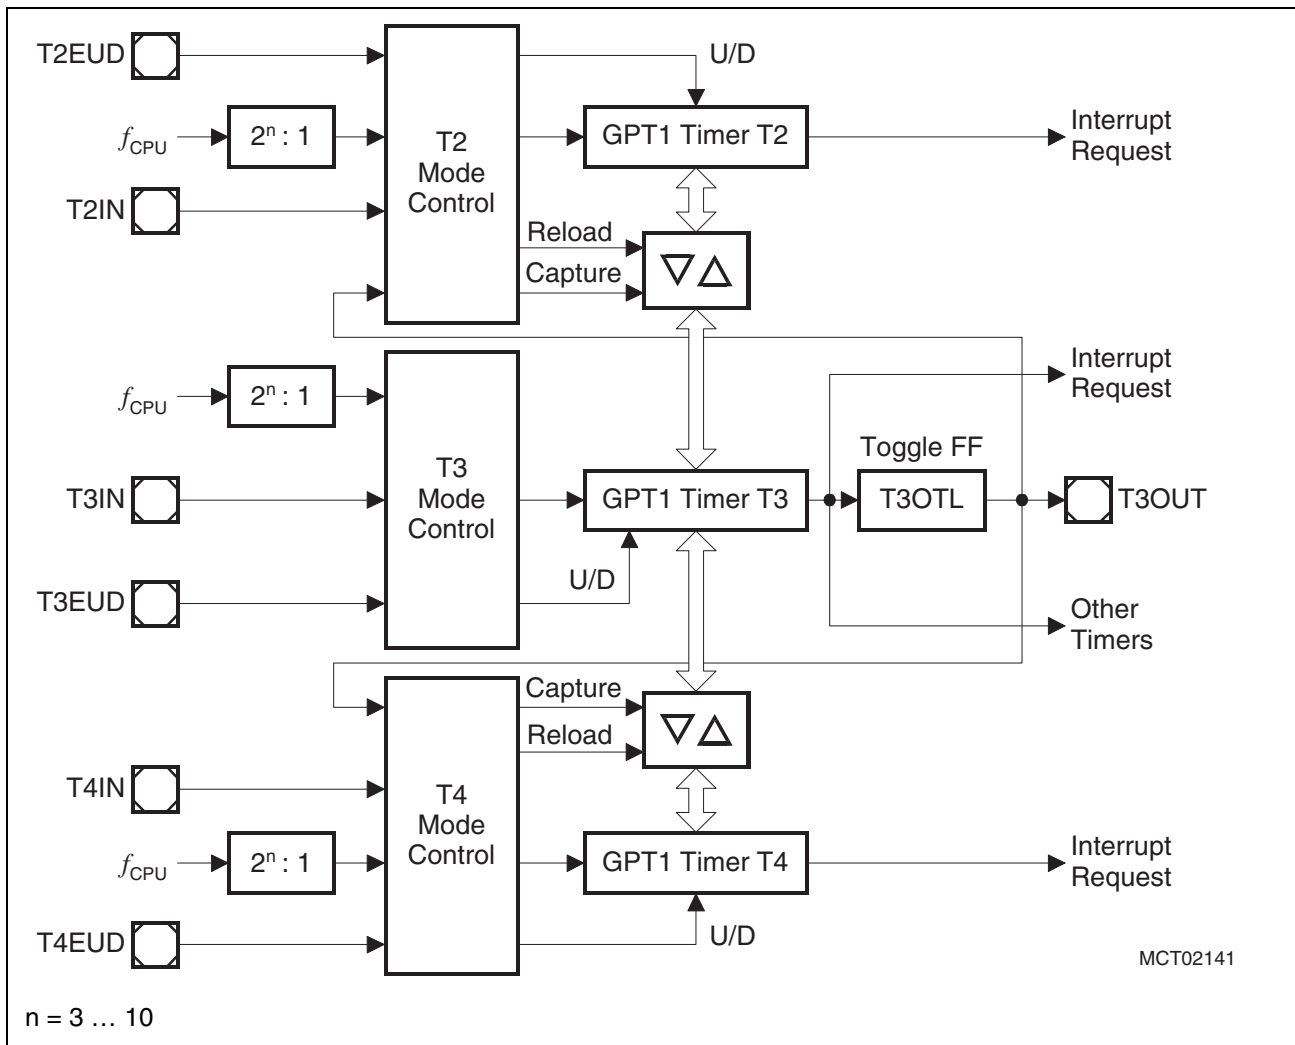 T2EUD
U/D
fCPU
2ⁿ : 1
T2
Mode
Control
GPT1 Timer T2
Interrupt
Request
T2IN
Reload
Capture
fCPU
2ⁿ : 1
Interrupt
Request
T3
Mode
Control
Toggle FF
T3IN
GPT1 Timer T3
T3OTL
T3OUT
U/D
T3EUD
Other
Timers
Capture
Reload
T4IN
T4
Mode
Control
fCPU
2ⁿ : 1
GPT1 Timer T4
Interrupt
Request
T4EUD
U/D
MCT02141
n = 3 … 10